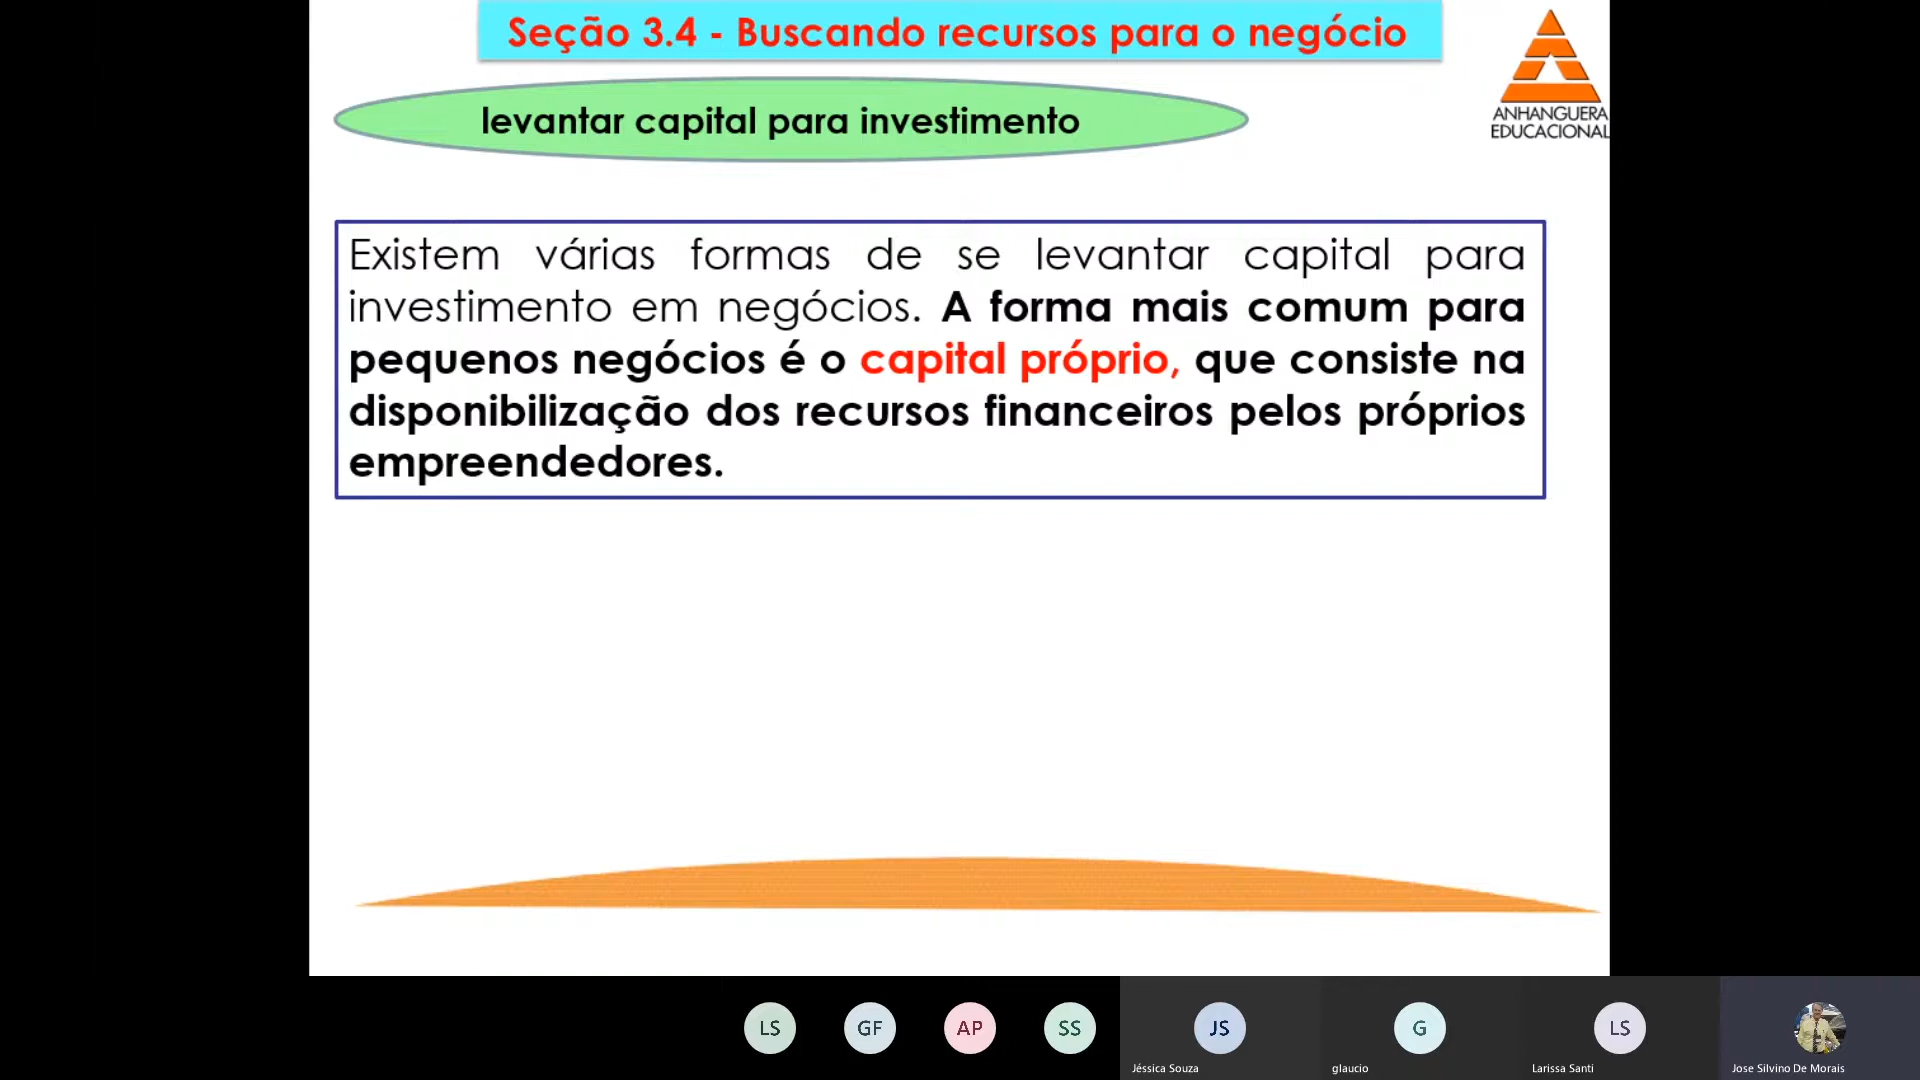 Seção 3.4 - Buscando recursos para o negócio
levantar capital para investimento
ANHANGUERA
EDUCACIONAL
Existem várias formas de se levantar capital para
investimento em negócios. A forma mais comum para
pequenos negócios é o capital próprio, que consiste na
disponibilização dos recursos financeiros pelos próprios
empreendedores.
LS
GF
AP
SS
JS
G
LS
Jéssica Souza
glaucio
Larissa Santi
Jose Silvino De Morais